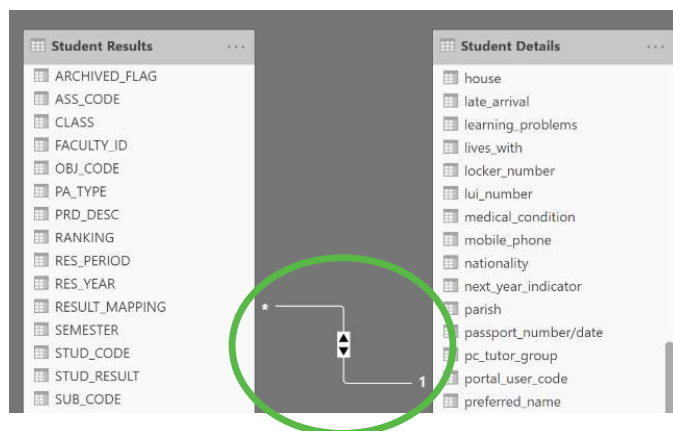 Student Results ...
ARCHIVED_FLAG
ASS_CODE
CLASS
FACULTY_ID
OBJ_CODE
PA_TYPE
PRD_DESC
RANKING
RES_PERIOD
RES_YEAR
RESULT_MAPPING
SEMESTER
STUD_CODE
STUD_RESULT
SUB_CODE
*
1
Student Details ...
house
late_arrival
learning_problems
lives_with
locker_number
lui_number
medical_condition
mobile_phone
nationality
next_year_indicator
parish
passport_number/date
pc_tutor_group
portal_user_code
preferred_name